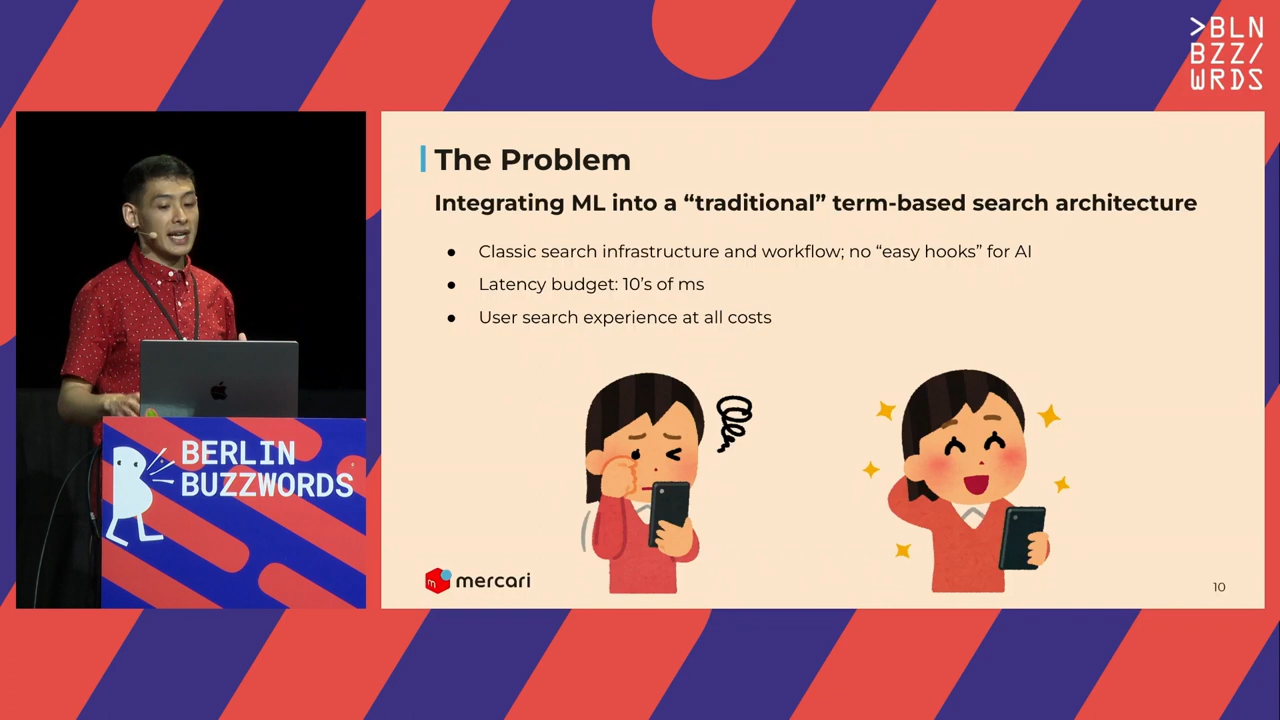 >BLN
BZZ/
WRDS
The Problem
Integrating ML into a “traditional” term-based search architecture
● Classic search infrastructure and workflow; no “easy hooks” for AI
● Latency budget: 10’s of ms
● User search experience at all costs
BERLIN
BUZZWORDS
m mercari
10